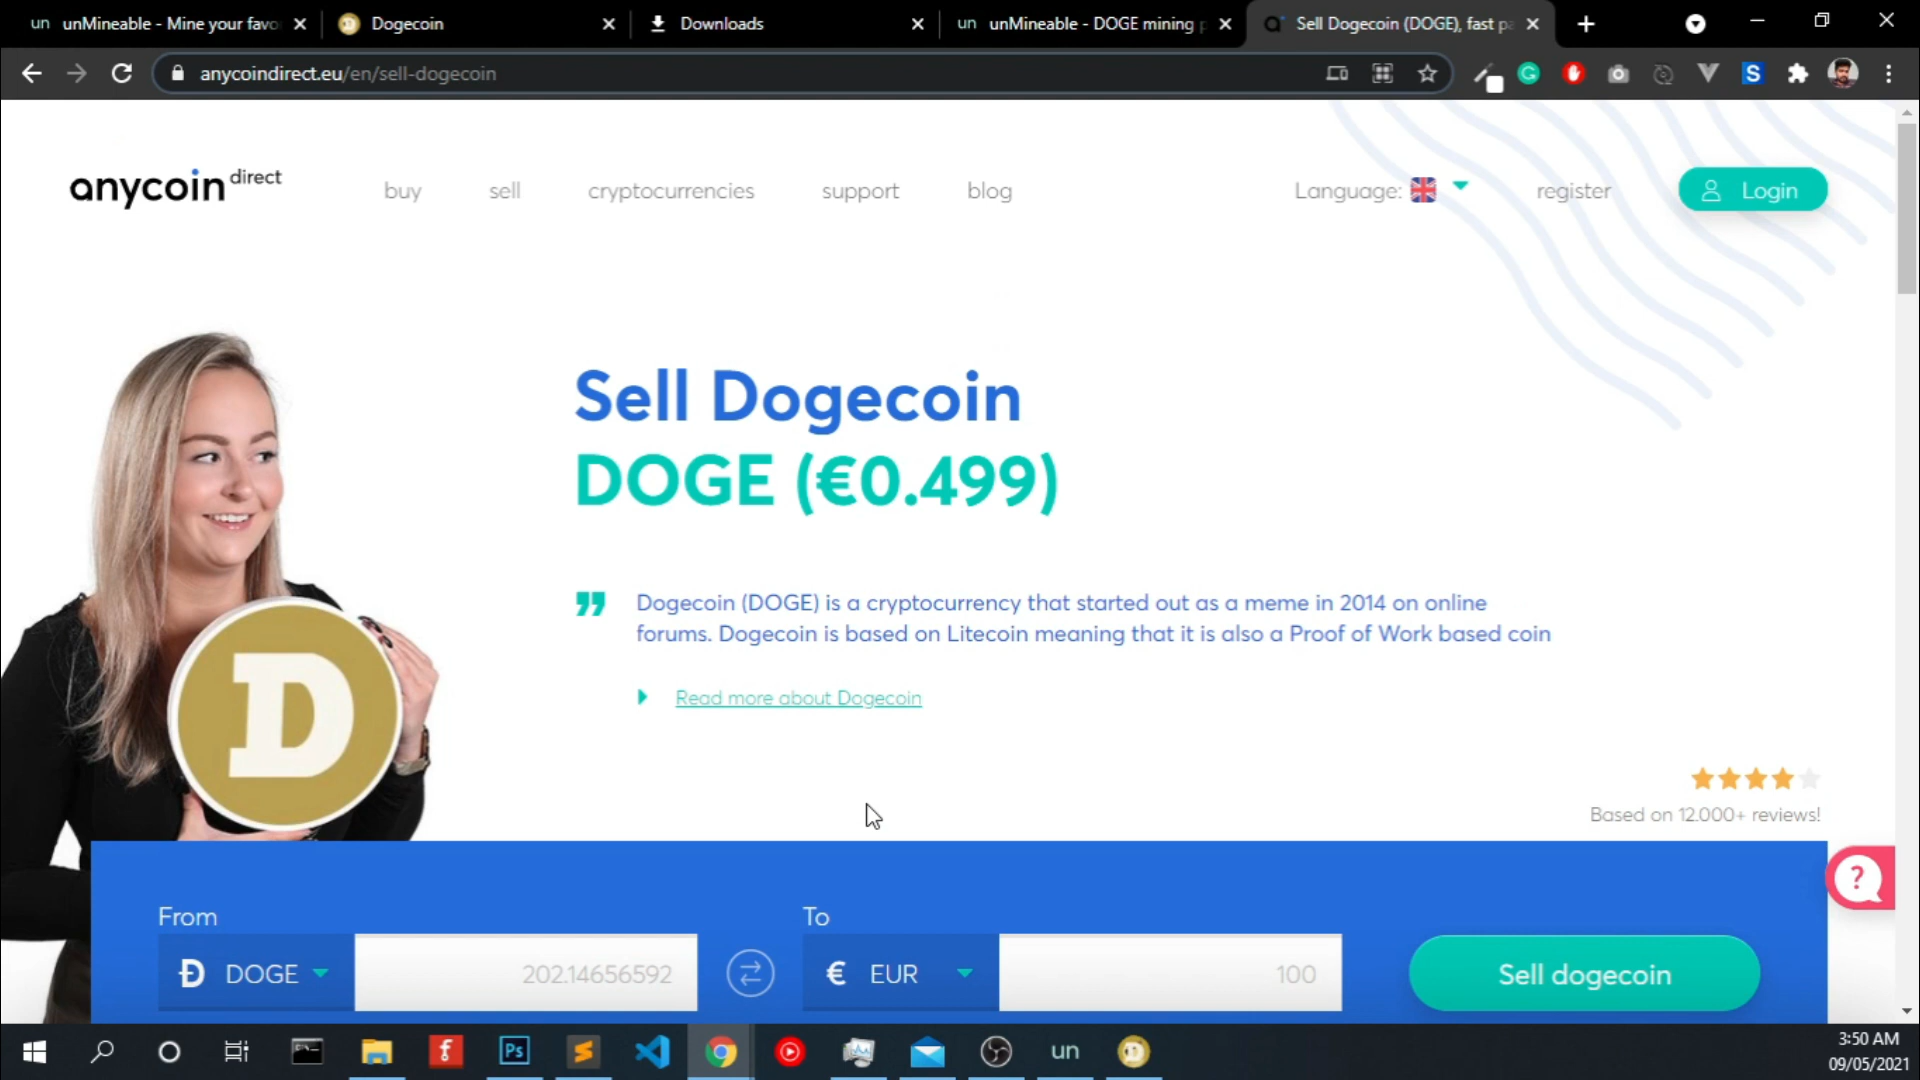 un unMineable - Mine your favo
Dogecoin
Downloads
un unMineable - DOGE mining p
Sell Dogecoin (DOGE), fast pa
anycoindirect.eu/en/sell-dogecoin
anycoin direct
buy
sell
cryptocurrencies
support
blog
Language:
register
Login
Sell Dogecoin
DOGE (€0.499)
Dogecoin (DOGE) is a cryptocurrency that started out as a meme in 2014 on online
forums. Dogecoin is based on Litecoin meaning that it is also a Proof of Work based coin
Read more about Dogecoin
Based on 12.000+ reviews!
From
To
Ð DOGE
202.14656592
€ EUR
100
Sell dogecoin
Ps
un
3:50 AM
09/05/2021